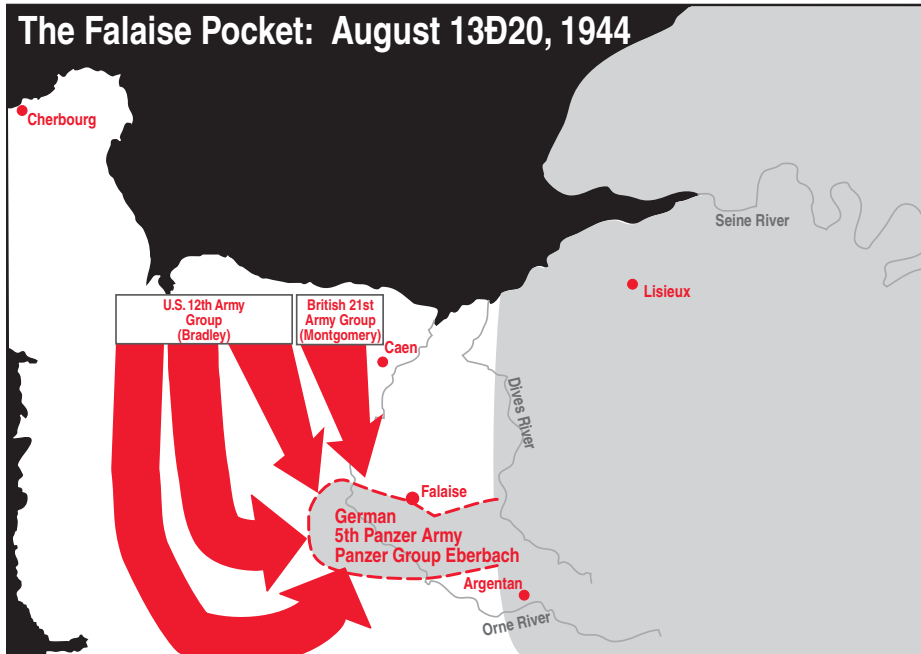 The Falaise Pocket: August 13Ð20, 1944
Cherbourg
Seine River
Lisieux
U.S. 12th Army
Group
(Bradley)
British 21st
Army Group
(Montgomery)
Caen
Dives River
Falaise
German
5th Panzer Army
Panzer Group Eberbach
Argentan
Orne River